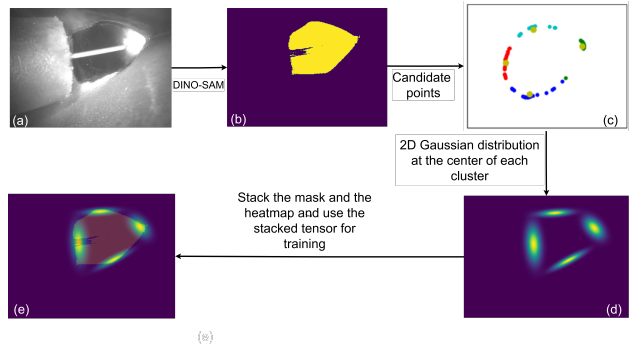 (a)
DINO-SAM
(b)
Candidate
points
(c)
2D Gaussian distribution
at the center of each
cluster
Stack the mask and the
heatmap and use the
stacked tensor for
training
(e)
(d)